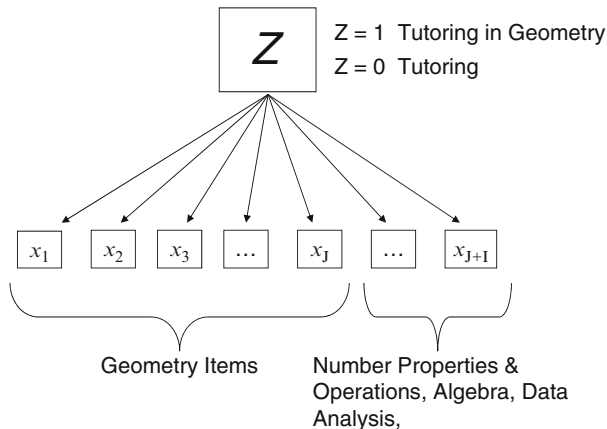 Z
Z = 1 Tutoring in Geometry
Z = 0 Tutoring
x1 x2 x3 ... xJ ... xJ+I
Geometry Items
Number Properties &
Operations, Algebra, Data
Analysis,